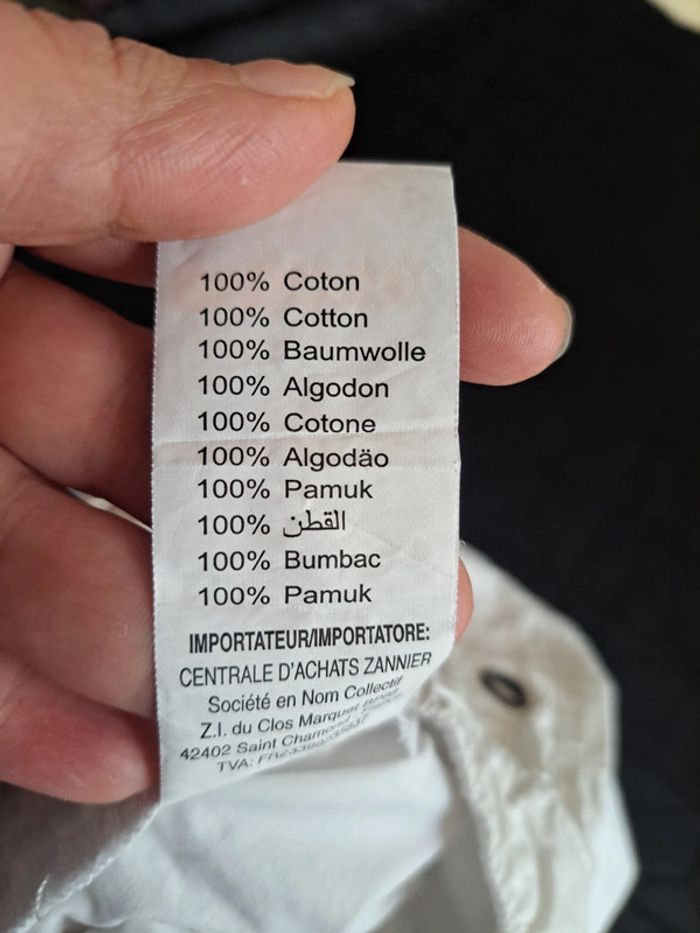 100% Coton
100% Cotton
100% Baumwolle
100% Algodon
100% Cotone
100% Algodäo
100% Pamuk
100% القطن
100% Bumbac
100% Pamuk
IMPORTATEUR/IMPORTATORE:
CENTRALE D'ACHATS ZANNIER
Société en Nom Collectif
Z.I. du Clos Marquet
42402 Saint Chamond
TVA: